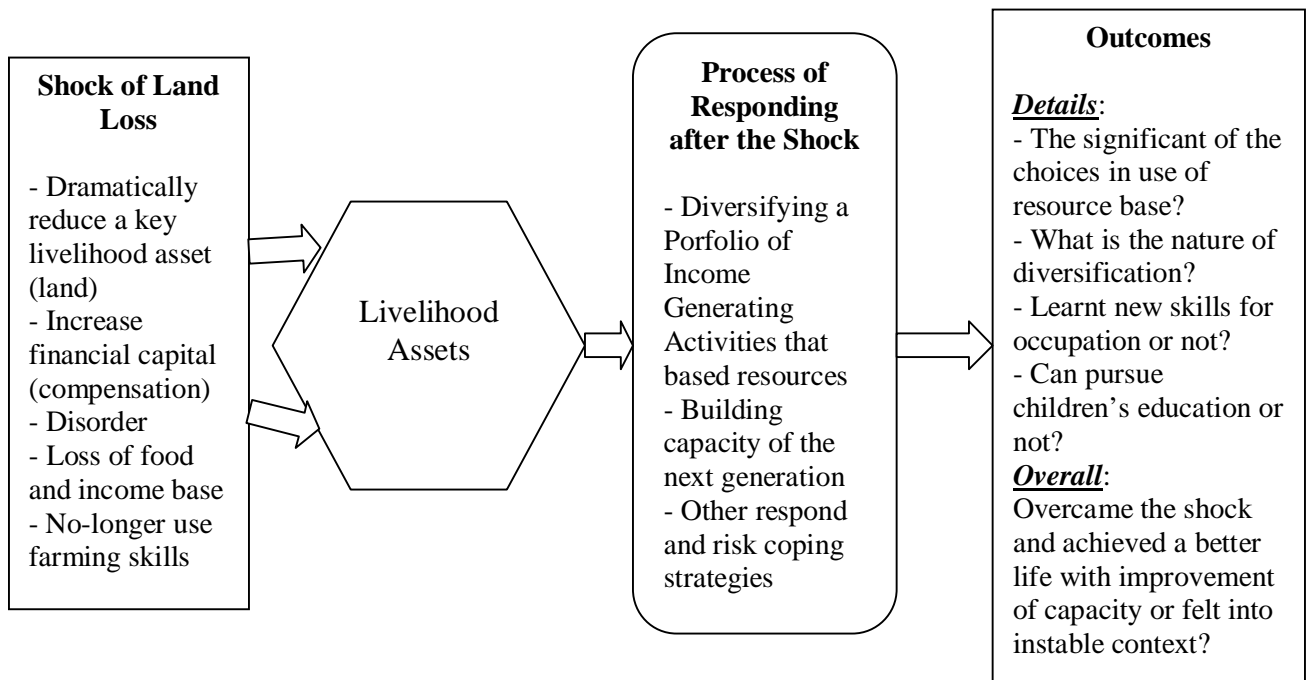 Shock of Land
Loss
- Dramatically
reduce a key
livelihood asset
(land)
- Increase
financial capital
(compensation)
- Disorder
- Loss of food
and income base
- No-longer use
farming skills
Livelihood
Assets
Process of
Responding
after the Shock
- Diversifying a
Porfolio of
Income
Generating
Activities that
based resources
- Building
capacity of the
next generation
- Other respond
and risk coping
strategies
Outcomes
Details:
- The significant of the
choices in use of
resource base?
- What is the nature of
diversification?
- Learnt new skills for
occupation or not?
- Can pursue
children’s education or
not?
Overall:
Overcame the shock
and achieved a better
life with improvement
of capacity or felt into
instable context?